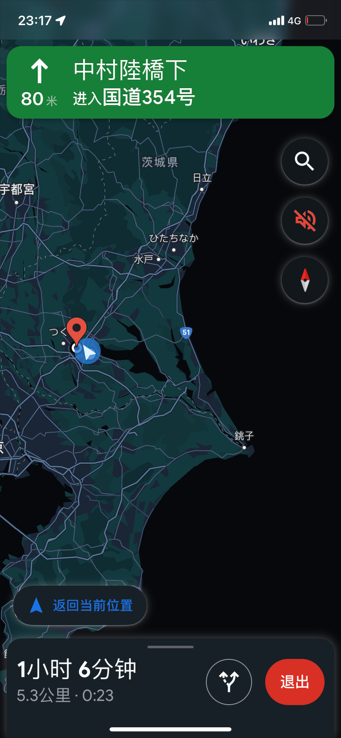 23:17
4G
いわき
中村陸橋下
80 米
进入国道354号
茨城県
日立
宇都宮
ひたちなか
水戸
51
つく
銚子
返回当前位置
1小时 6分钟
5.3公里 · 0:23
退出